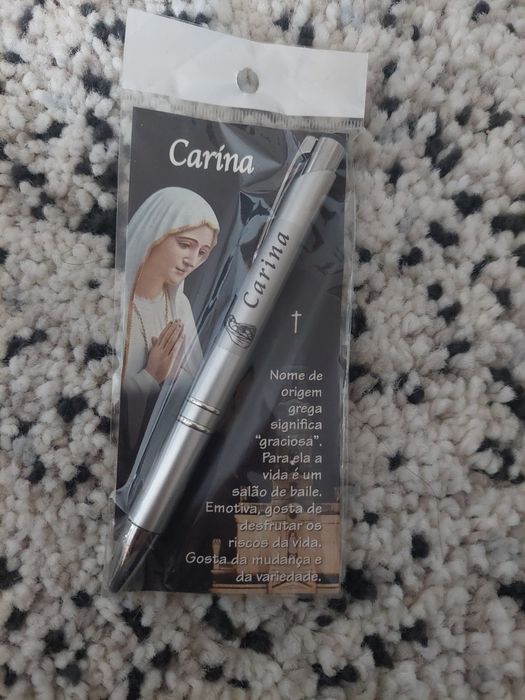 Carina
Carina
Nome de
origem
grega
significa
“graciosa”.
Para ela a
vida é um
salão de baile.
Emotiva, gosta de
desfrutar os
riscos da vida.
Gosta da mudança e
da variedade.